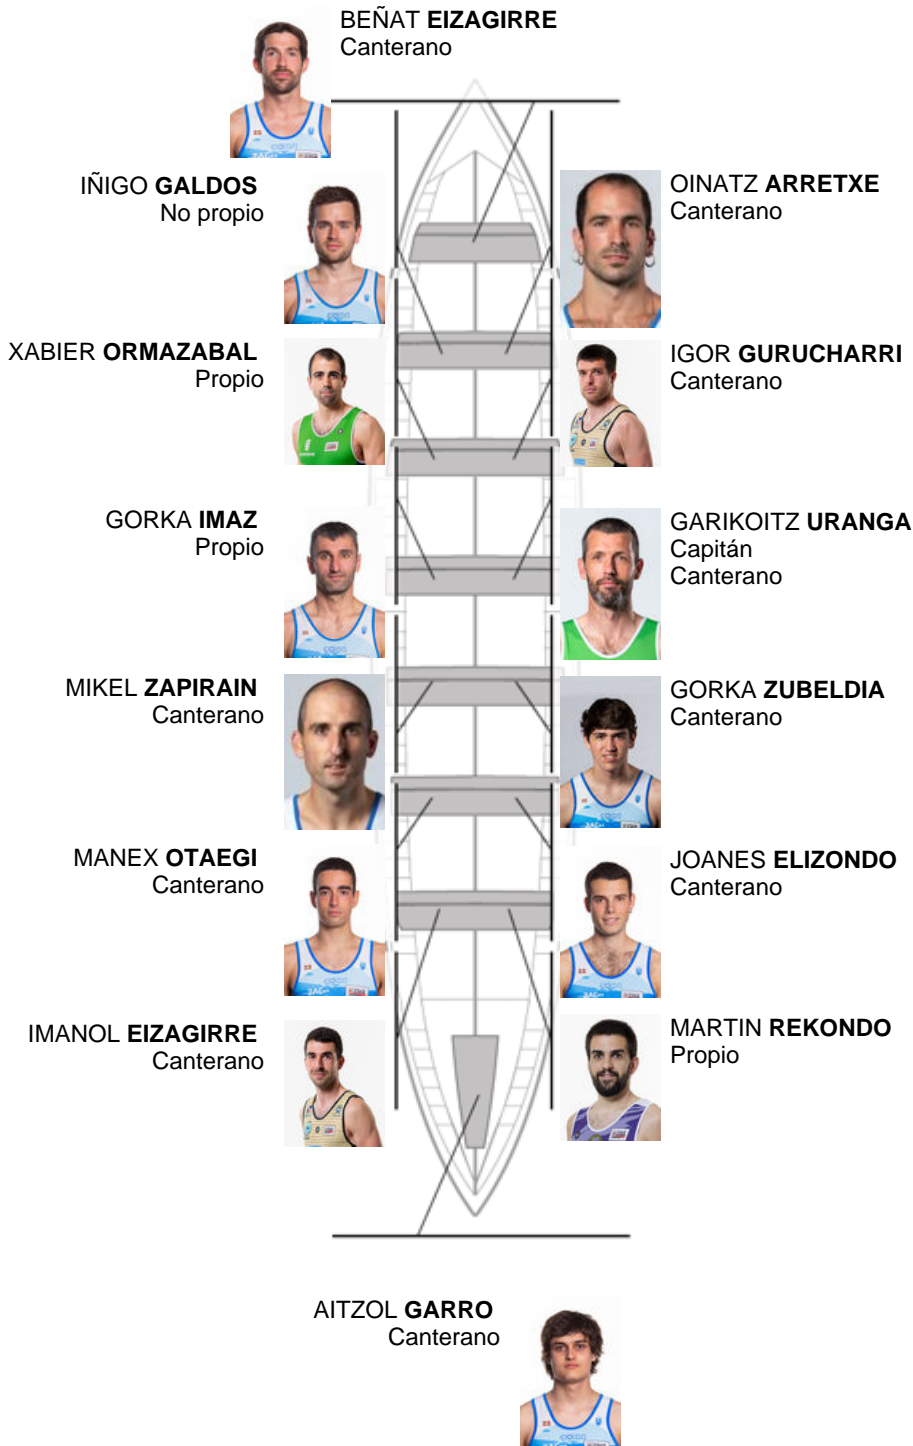 BEÑAT EIZAGIRRE
Canterano
IÑIGO GALDOS
No propio
OINATZ ARRETXE
Canterano
XABIER ORMAZABAL
Propio
IGOR GURUCHARRI
Canterano
GORKA IMAZ
Propio
GARIKOITZ URANGA
Capitán
Canterano
MIKEL ZAPIRAIN
Canterano
GORKA ZUBELDIA
Canterano
MANEX OTAEGI
Canterano
JOANES ELIZONDO
Canterano
IMANOL EIZAGIRRE
Canterano
MARTIN REKONDO
Propio
AITZOL GARRO
Canterano